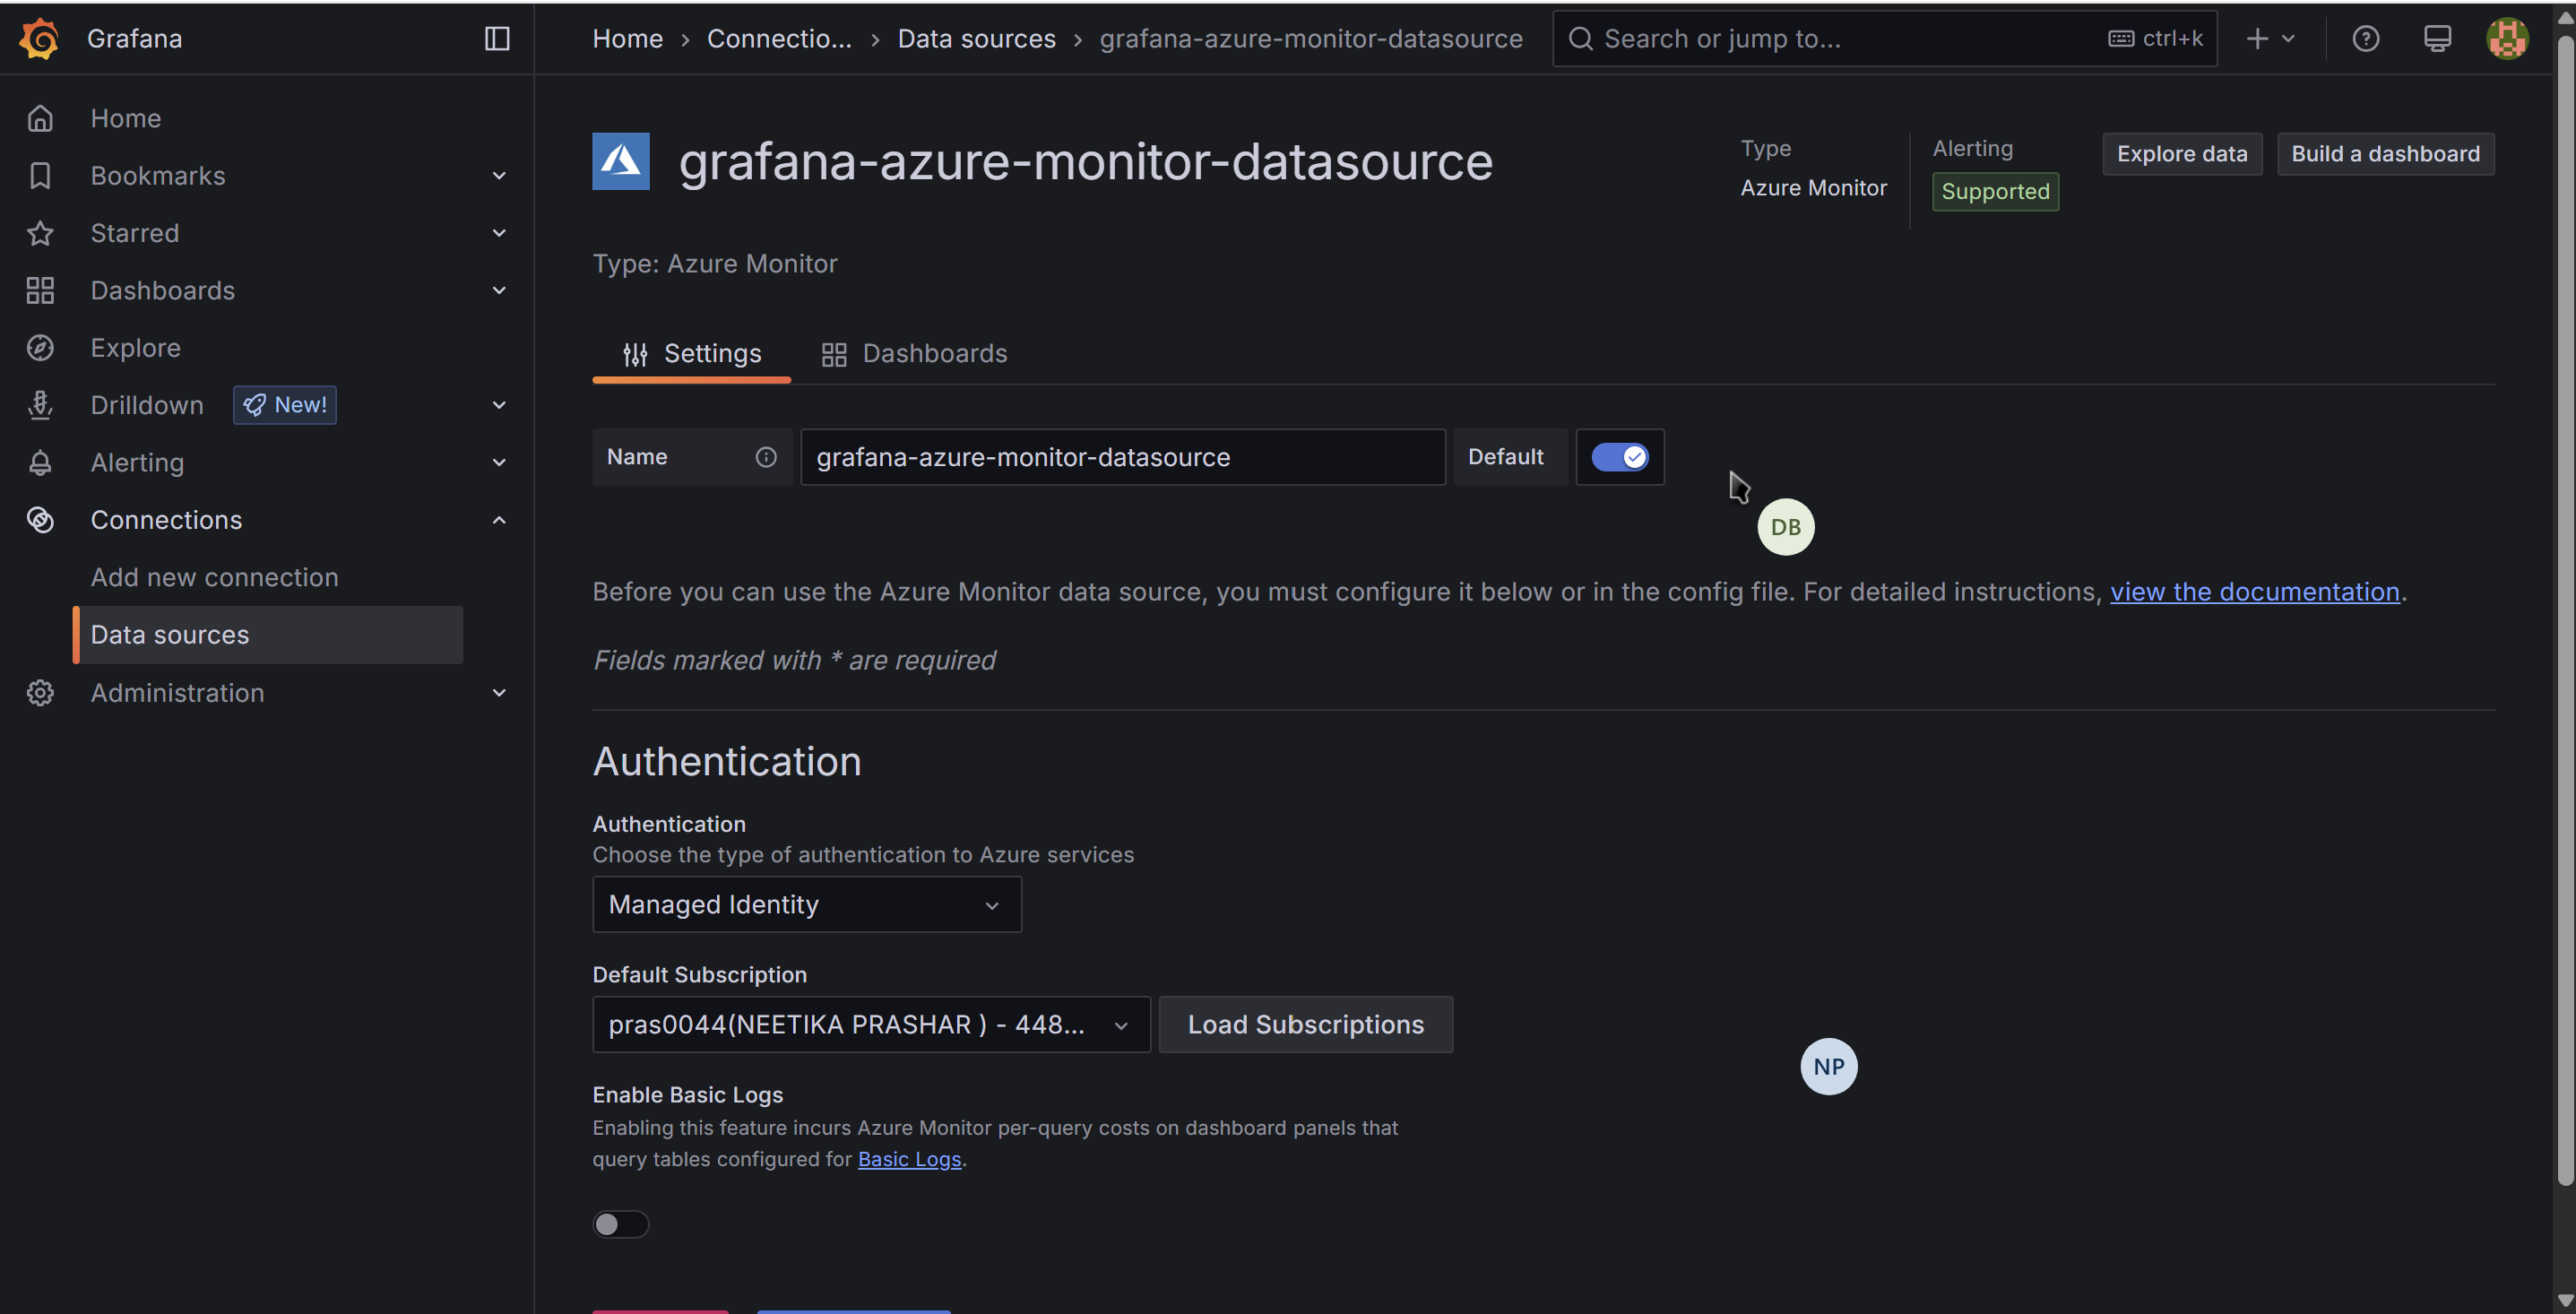 Grafana
Home › Connectio... › Data sources › grafana-azure-monitor-datasource
Search or jump to...
ctrl+k
Home
Bookmarks
Starred
Dashboards
Explore
Drilldown
New!
Alerting
Connections
Add new connection
Data sources
Administration
grafana-azure-monitor-datasource
Type
Azure Monitor
Alerting
Supported
Explore data
Build a dashboard
Type: Azure Monitor
Settings
Dashboards
Name
grafana-azure-monitor-datasource
Default
DB
Before you can use the Azure Monitor data source, you must configure it below or in the config file. For detailed instructions, view the documentation.
Fields marked with * are required
Authentication
Authentication
Choose the type of authentication to Azure services
Managed Identity
Default Subscription
pras0044(NEETIKA PRASHAR ) - 448...
Load Subscriptions
NP
Enable Basic Logs
Enabling this feature incurs Azure Monitor per-query costs on dashboard panels that
query tables configured for Basic Logs.